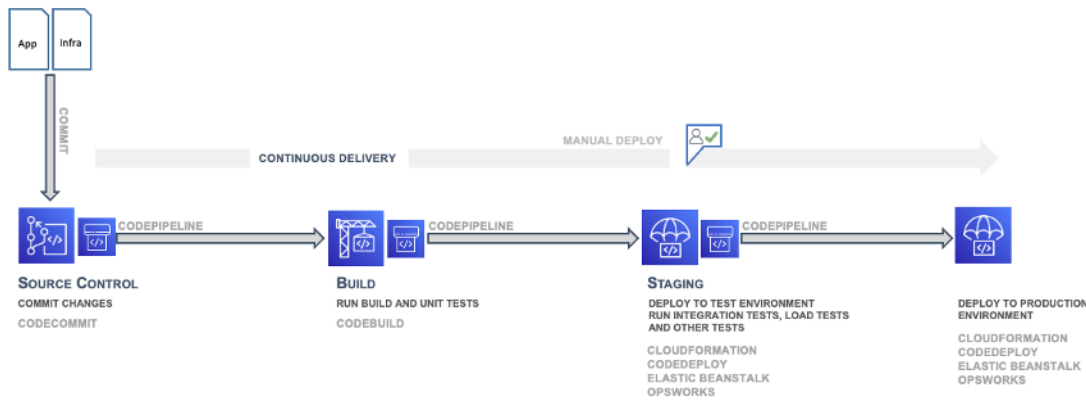 App
Infra
COMMIT
MANUAL DEPLOY
CONTINUOUS DELIVERY
CODEPIPELINE
CODEPIPELINE
CODEPIPELINE
</>
</>
</>
</>
</>
</>
</>
SOURCE CONTROL
COMMIT CHANGES
CODECOMMIT
BUILD
RUN BUILD AND UNIT TESTS
CODEBUILD
STAGING
DEPLOY TO TEST ENVIRONMENT
RUN INTEGRATION TESTS, LOAD TESTS
AND OTHER TESTS
CLOUDFORMATION
CODEDEPLOY
ELASTIC BEANSTALK
OPSWORKS
DEPLOY TO PRODUCTION
ENVIRONMENT
CLOUDFORMATION
CODEDEPLOY
ELASTIC BEANSTALK
OPSWORKS